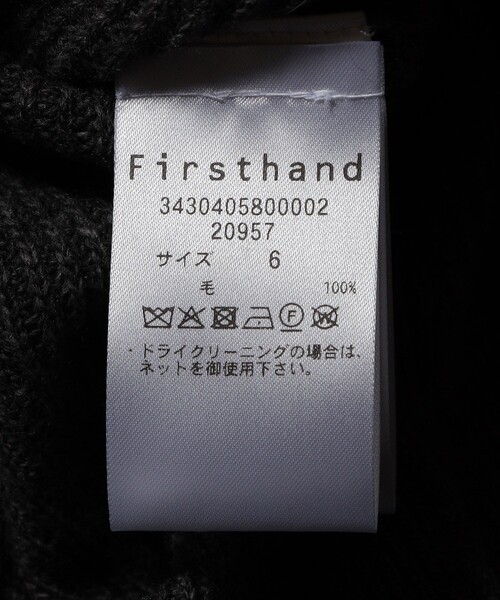 Firsthand
3430405800002
20957
サイズ 6
毛 100%
F W
・ドライクリーニングの場合は、
ネットを御使用下さい。